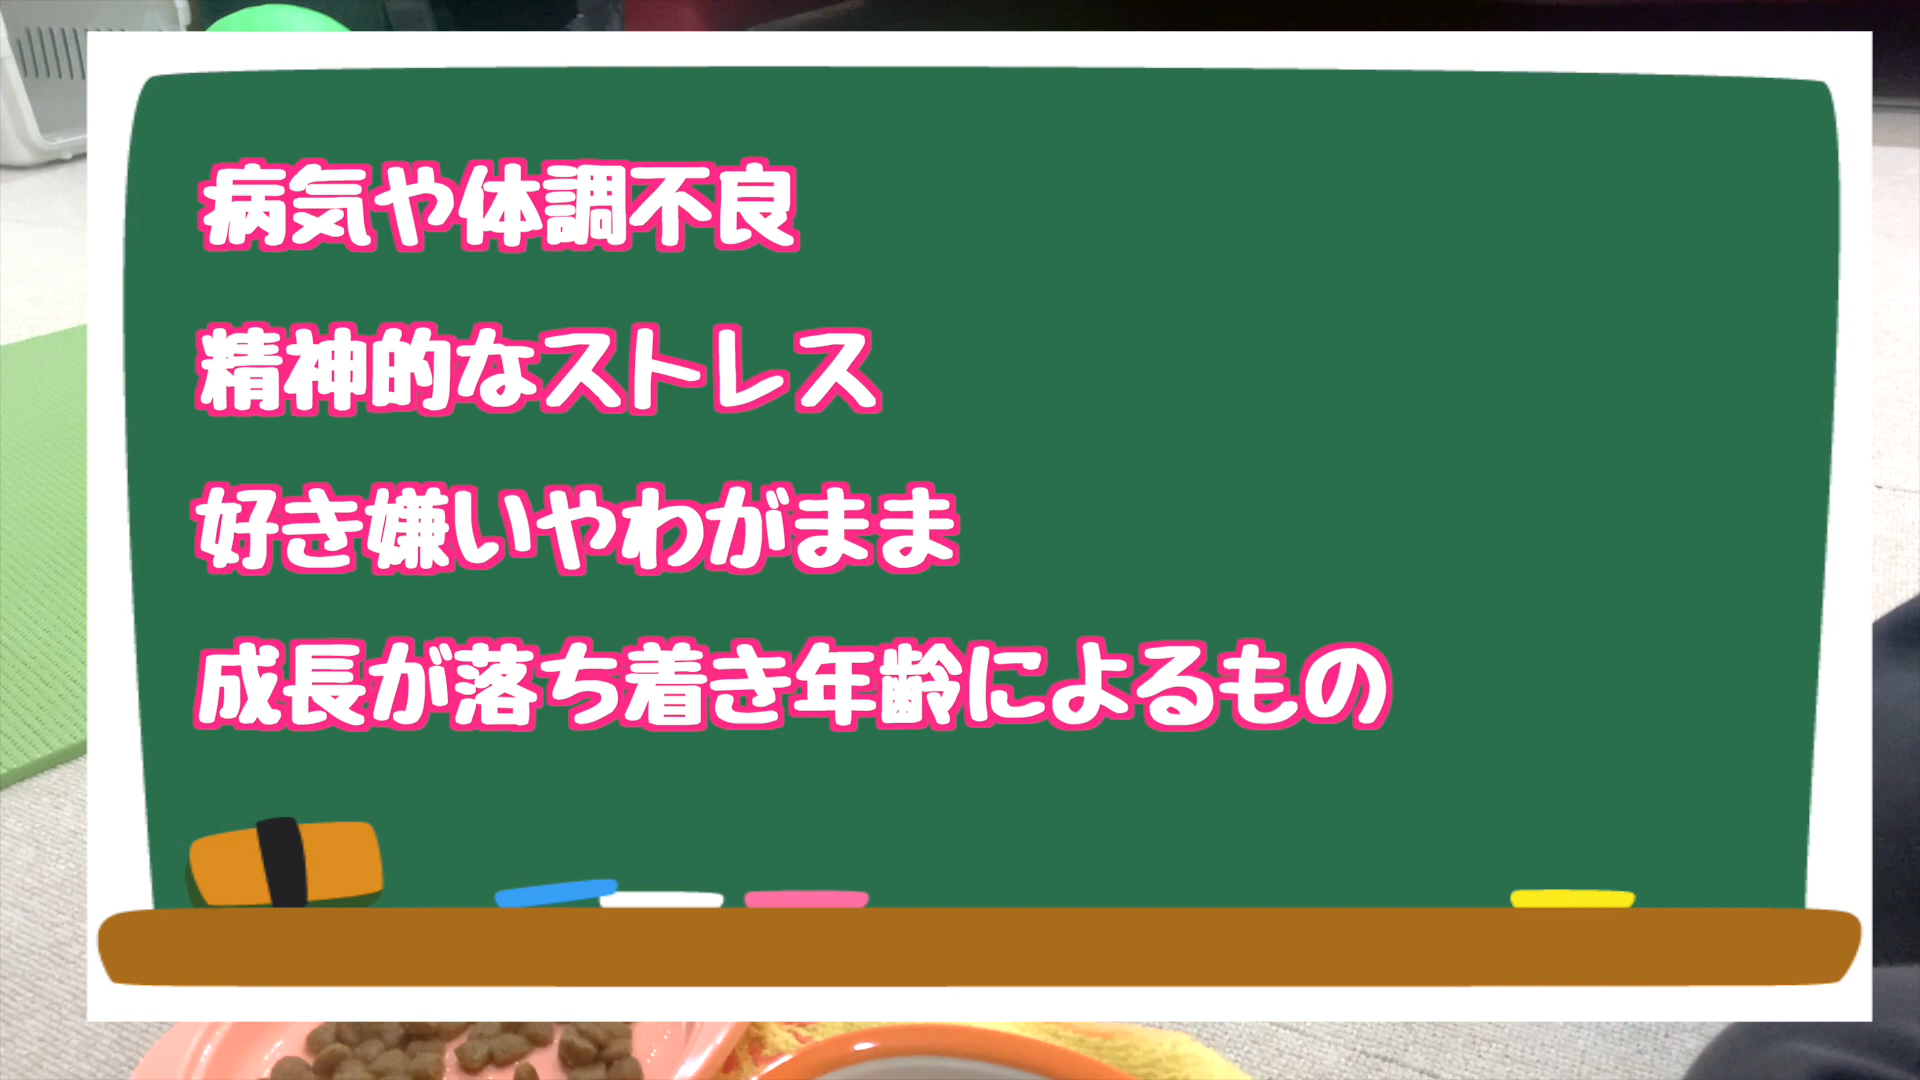 病気や体調不良
精神的なストレス
好き嫌いやわがまま
成長が落ち着き年齢によるもの